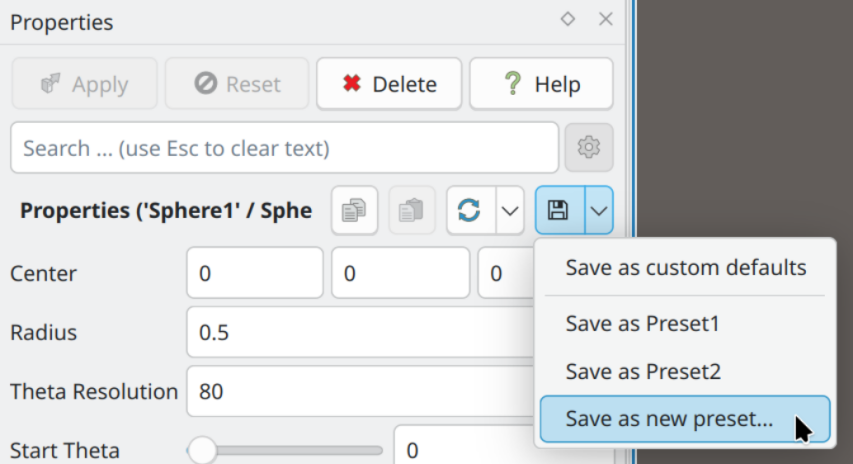 Properties
Apply Reset Delete Help
Search ... (use Esc to clear text)
Properties ('Sphere1' / Sphe
Center 0 0 0
Radius 0.5
Theta Resolution 80
Start Theta 0
Save as custom defaults
Save as Preset1
Save as Preset2
Save as new preset...